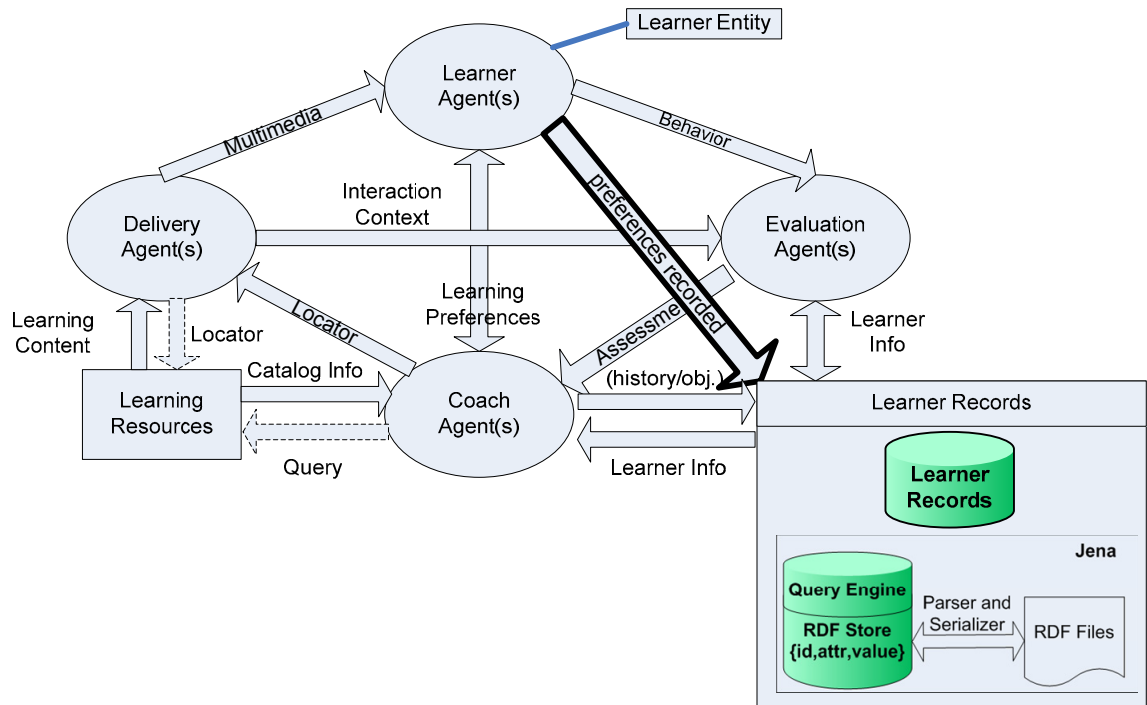 Learner Entity
Learner
Agent(s)
Multimedia
Behavior
Interaction
Context
preferences recorded
Delivery
Agent(s)
Evaluation
Agent(s)
Learning
Preferences
Locator
Assessme
Learning
Content
Locator
Learner
Info
Catalog Info
(history/obj.)
Learning
Resources
Coach
Agent(s)
Learner Records
Query
Learner Info
Learner
Records
Jena
Query Engine
RDF Store
{id,attr,value}
Parser and
Serializer
RDF Files